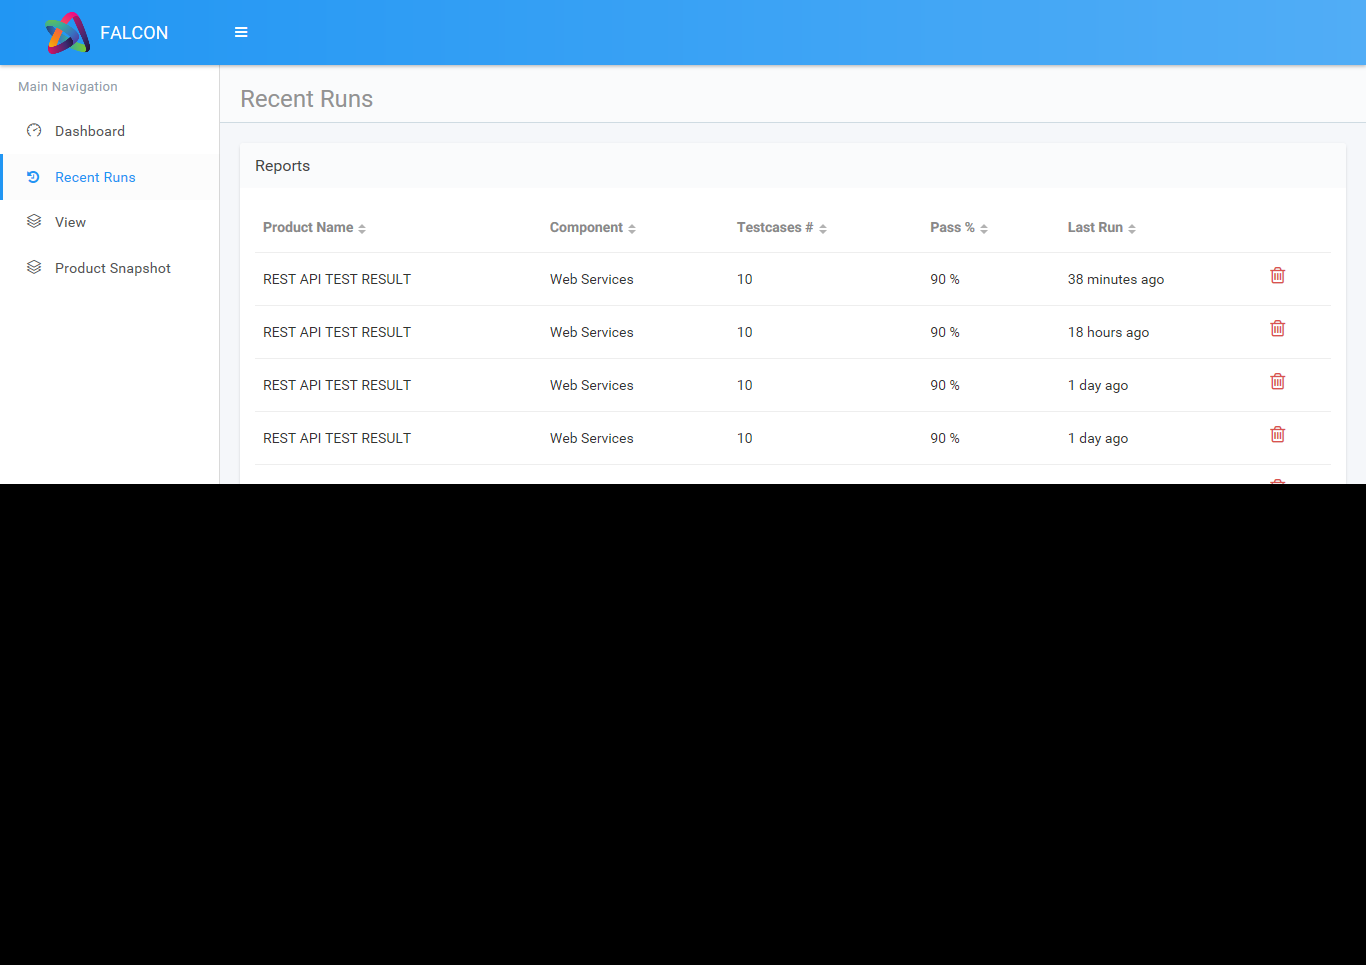 FALCON
Main Navigation
Dashboard
Recent Runs
View
Product Snapshot
Recent Runs
Reports
Product Name Component Testcases # Pass % Last Run
REST API TEST RESULT Web Services 10 90 % 38 minutes ago
REST API TEST RESULT Web Services 10 90 % 18 hours ago
REST API TEST RESULT Web Services 10 90 % 1 day ago
REST API TEST RESULT Web Services 10 90 % 1 day ago